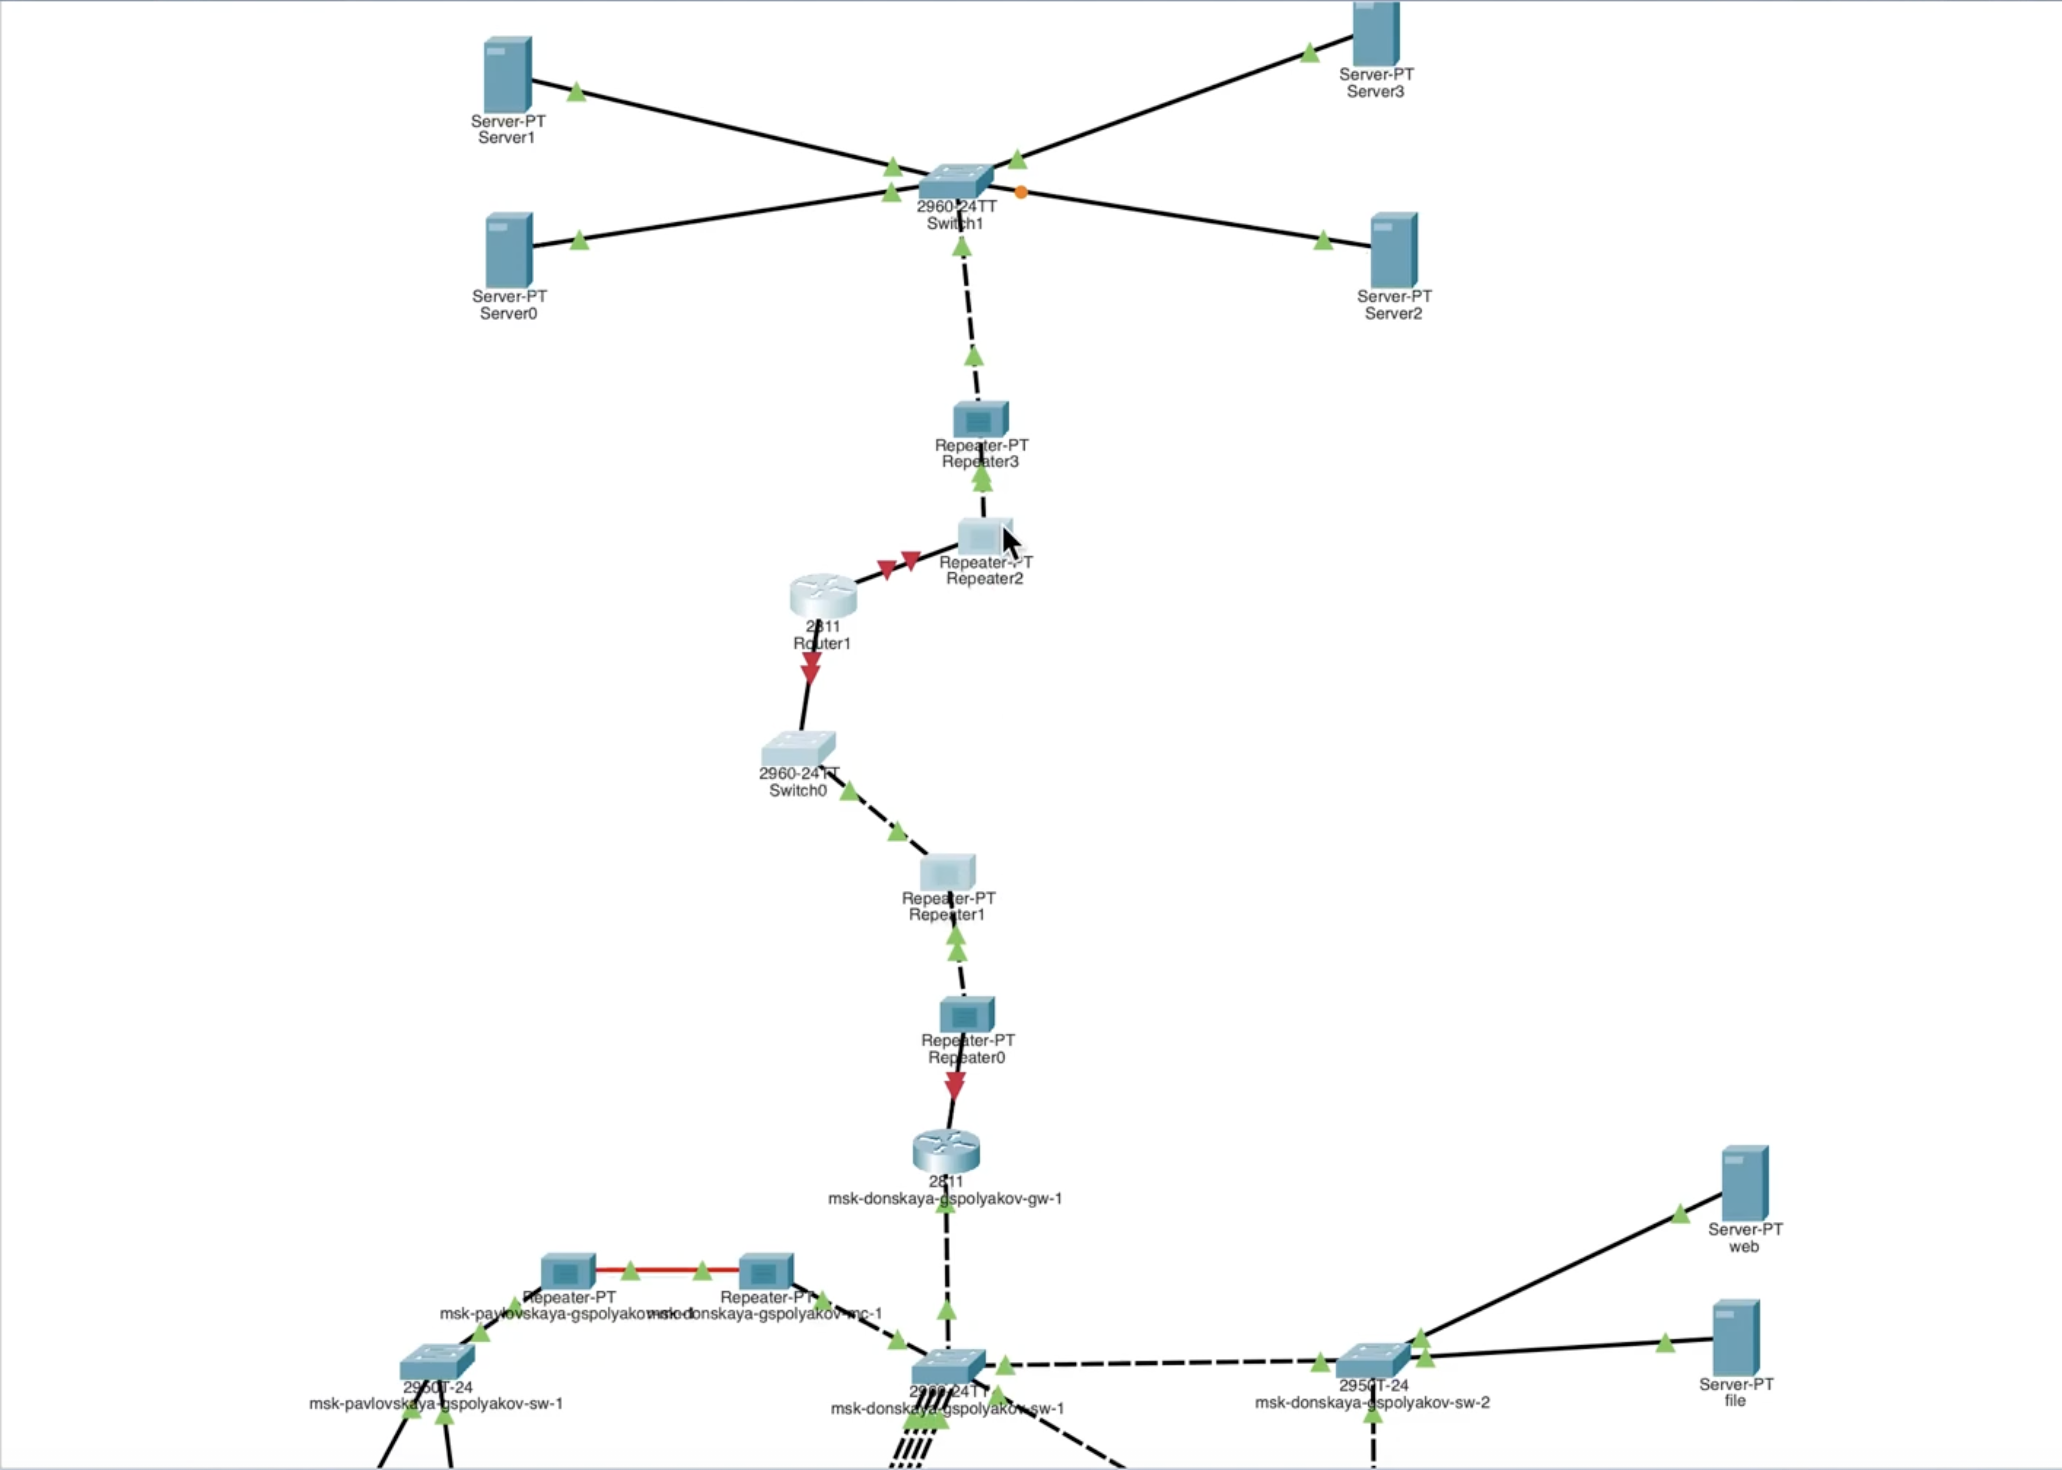 Server-PT
Server3
Server-PT
Server1
2960-24TT
Switch1
Server-PT
Server0
Server-PT
Server2
Repeater-PT
Repeater3
Repeater-PT
Repeater2
2811
Router1
2960-24TT
Switch0
Repeater-PT
Repeater1
Repeater-PT
Repeater0
2811
msk-donskaya-gspolyakov-gw-1
Server-PT
web
Repeater-PT
Repeater-PT
msk-donskaya-gspolyakov-mc-1
2950T-24
msk-pavlovskaya-gspolyakov-sw-1
2960-24TT
msk-donskaya-gspolyakov-sw-1
2950T-24
msk-donskaya-gspolyakov-sw-2
Server-PT
file